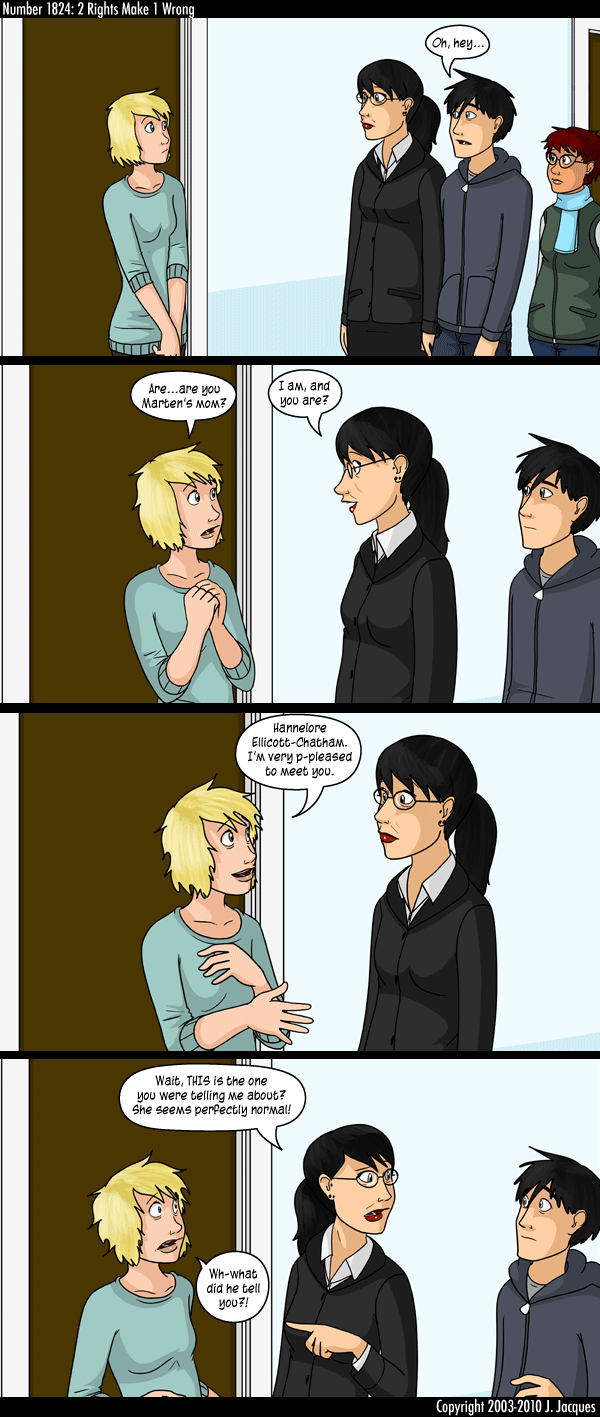 Number 1824: 2 Rights Make 1 Wrong
Oh, hey...
Are...are you
Marten's mom?
I am, and
you are?
Hannelore
Ellicott-Chatham.
I'm very p-pleased
to meet you.
Wait, THIS is the one
you were telling me about?
She seems perfectly normal!
Wh-what
did he tell
you?!
Copyright 2003-2010 J. Jacques